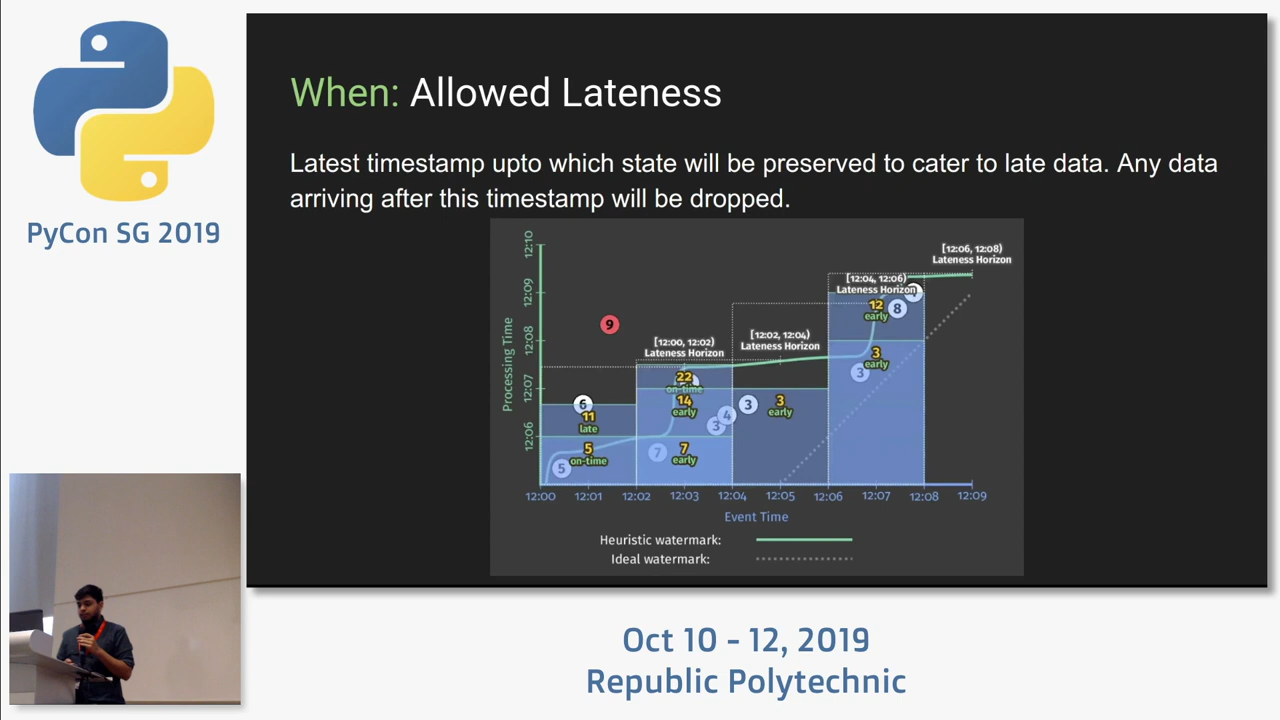 PyCon SG 2019
When: Allowed Lateness
Latest timestamp upto which state will be preserved to cater to late data. Any data
arriving after this timestamp will be dropped.
Processing Time
12:10
12:09
12:08
12:07
12:06
[12:06, 12:08)
Lateness Horizon
[12:04, 12:06)
Lateness Horizon
12
early
8
9
[12:02, 12:04)
Lateness Horizon
[12:00, 12:02)
Lateness Horizon
3
early
3
22
on-time
14
early
3
4
3
3
early
6
11
late
5
on-time
5
7
7
early
12:00 12:01 12:02 12:03 12:04 12:05 12:06 12:07 12:08 12:09
Event Time
Heuristic watermark:
Ideal watermark:
Oct 10 - 12, 2019
Republic Polytechnic